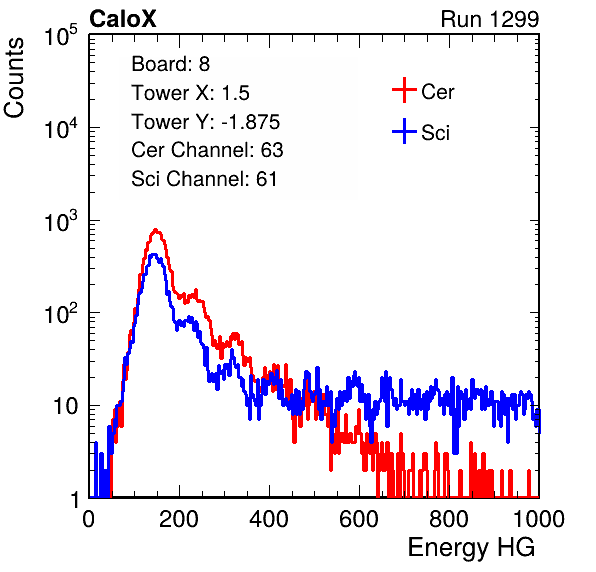 CaloX Run 1299
Counts
10^5
10^4
10^3
10^2
10
1
Board: 8
Tower X: 1.5
Tower Y: -1.875
Cer Channel: 63
Sci Channel: 61
Cer
Sci
0 200 400 600 800 1000
Energy HG